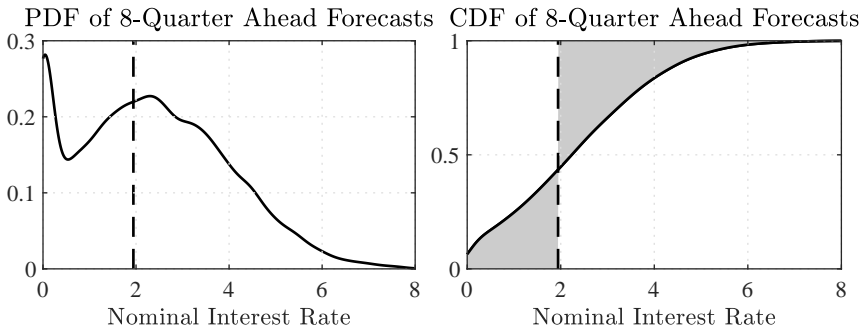 PDF of 8-Quarter Ahead Forecasts
0.3
0.2
0.1
0
0 2 4 6 8
Nominal Interest Rate
CDF of 8-Quarter Ahead Forecasts
1
0.5
0
0 2 4 6 8
Nominal Interest Rate